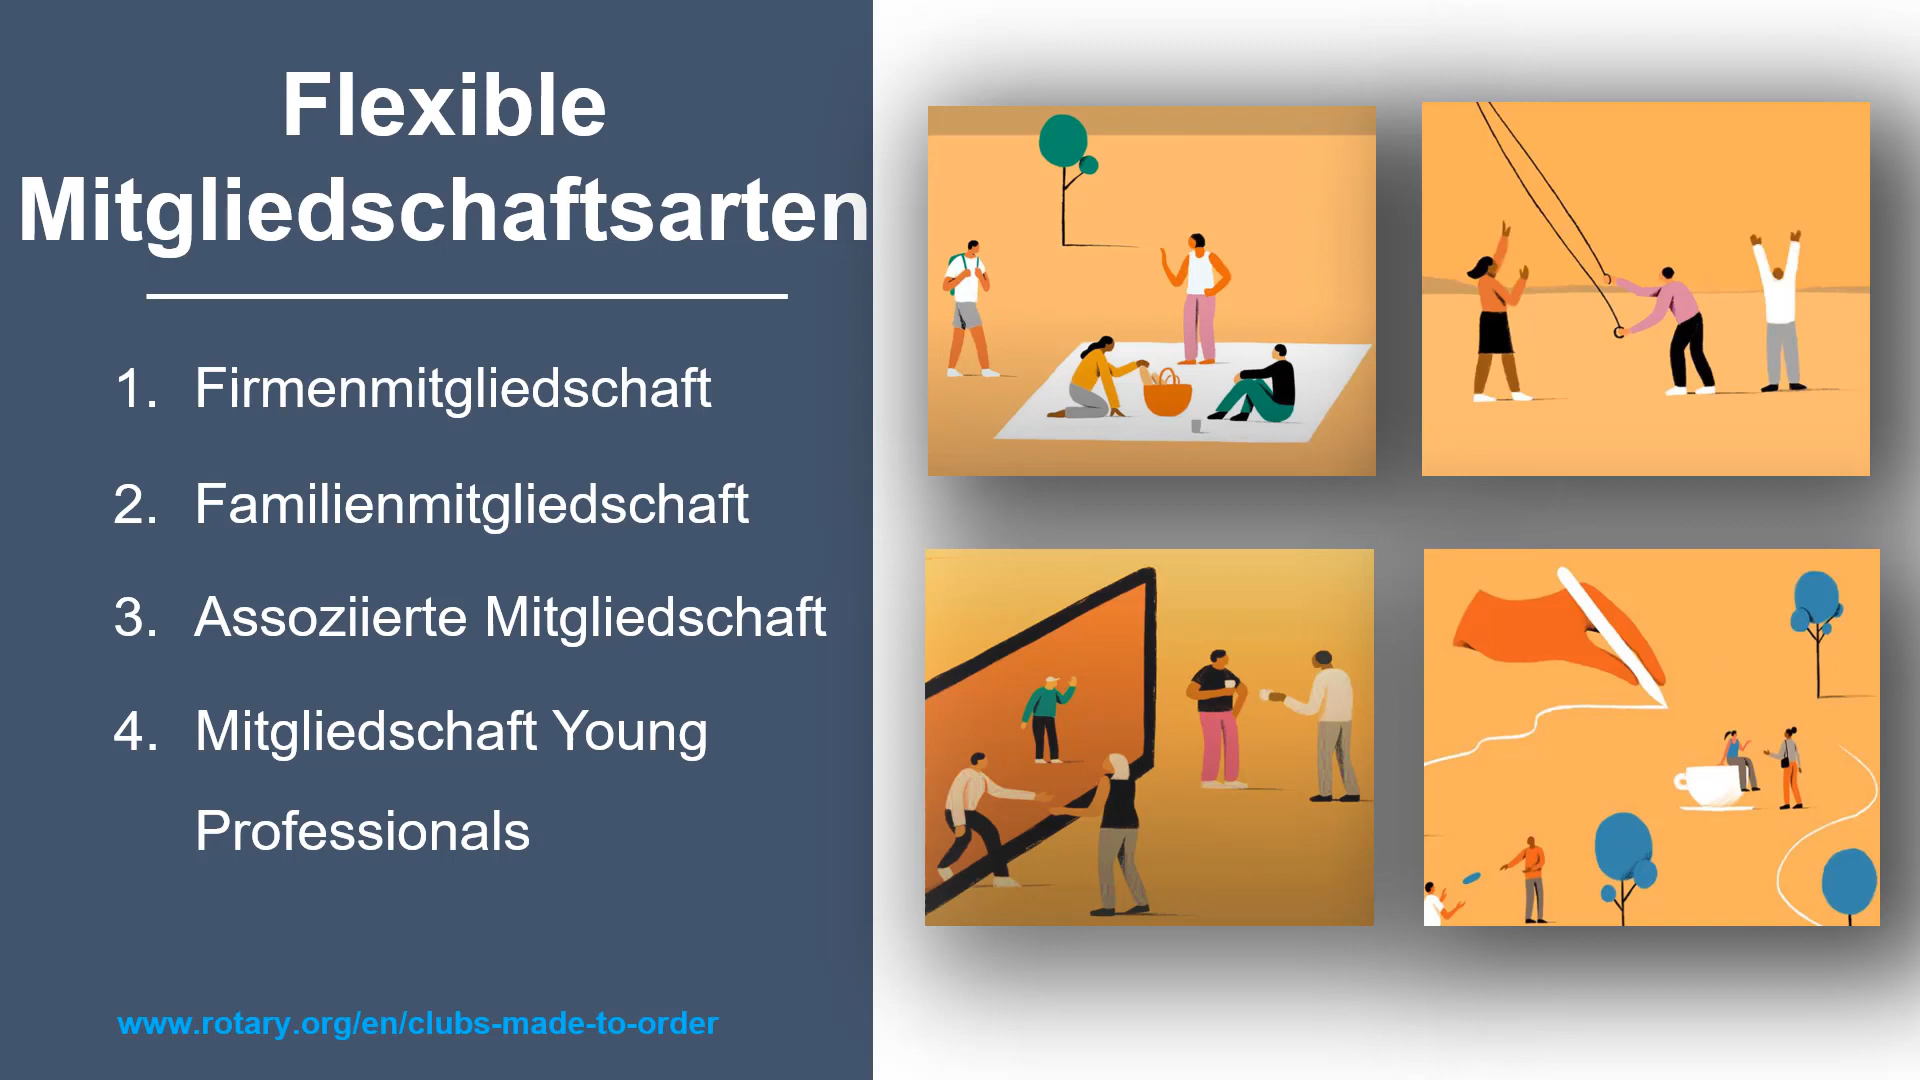 Flexible
Mitgliedschaftsarten
1. Firmenmitgliedschaft
2. Familienmitgliedschaft
3. Assoziierte Mitgliedschaft
4. Mitgliedschaft Young
Professionals
www.rotary.org/en/clubs-made-to-order